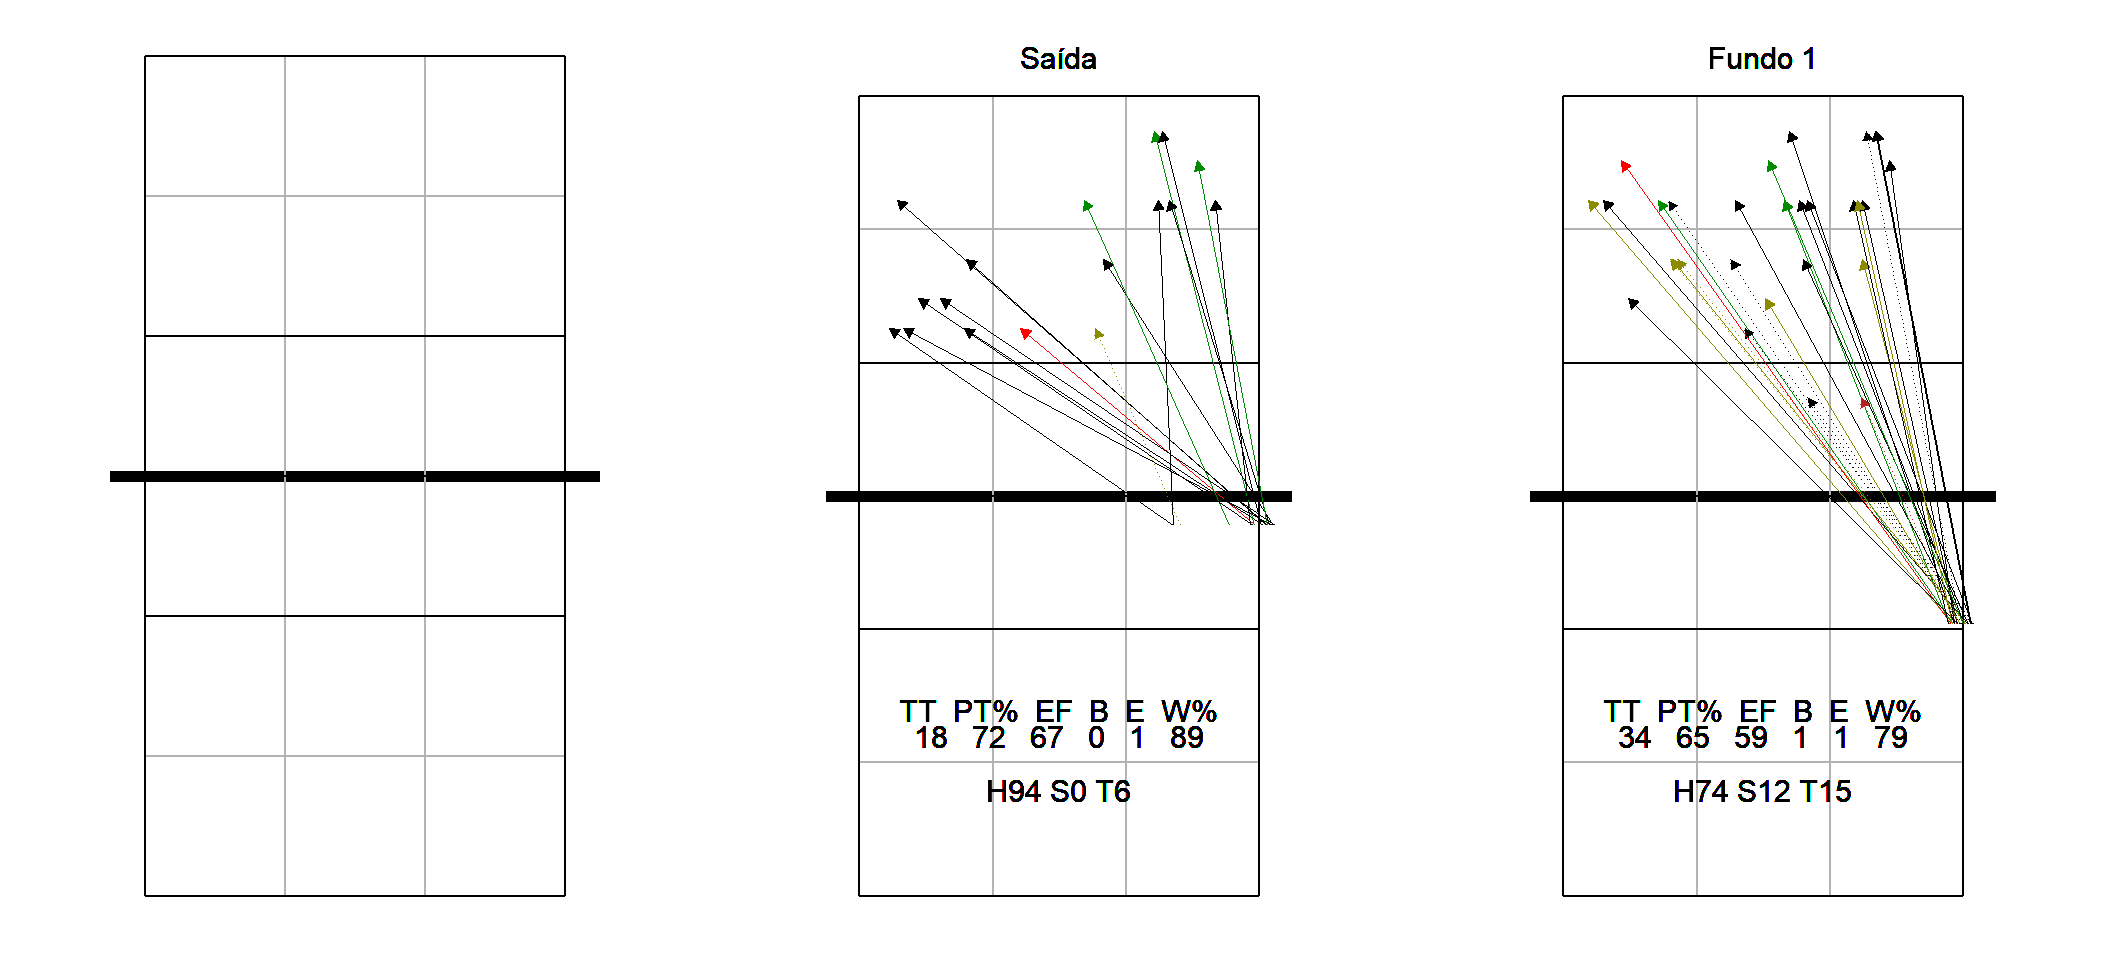 Saída
TT PT% EF B E W%
18 72 67 0 1 89
H94 S0 T6
Fundo 1
TT PT% EF B E W%
34 65 59 1 1 79
H74 S12 T15